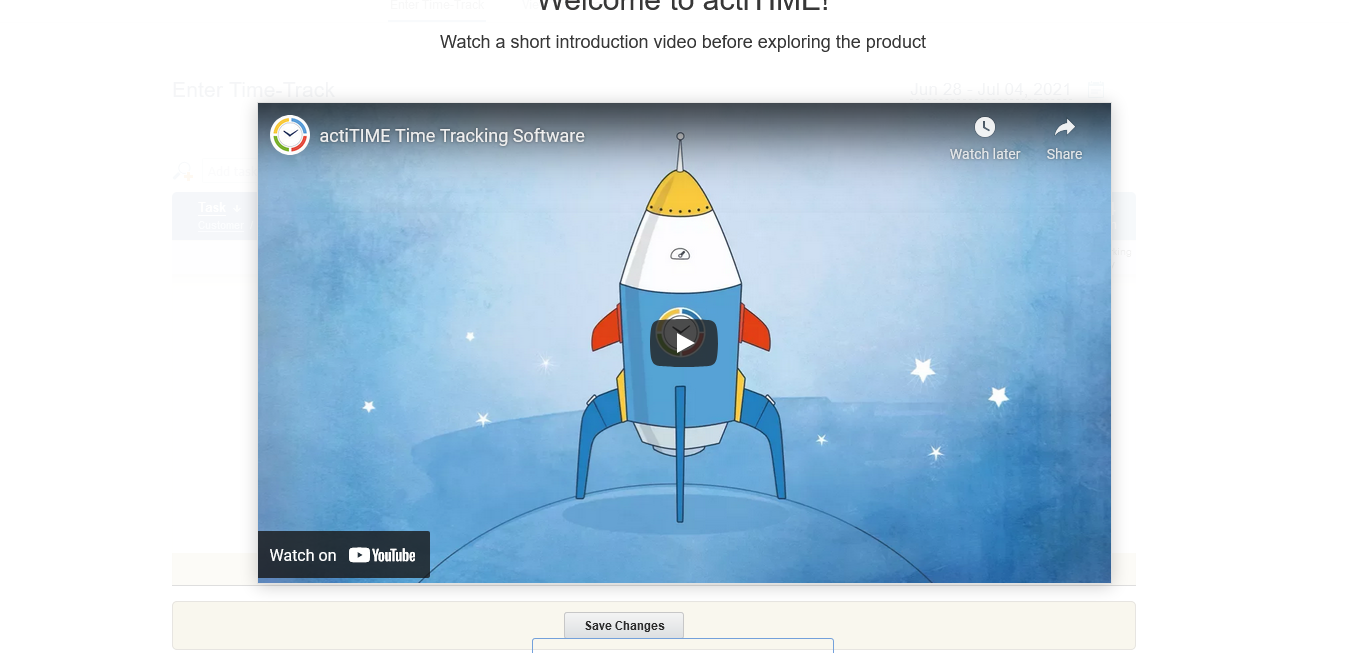 Enter Time-Track
Welcome to actiTIME!
Watch a short introduction video before exploring the product
Enter Time-Track
Jun 28 - Jul 04, 2021
actiTIME Time Tracking Software
Watch later
Share
Task
Watch on YouTube
Save Changes